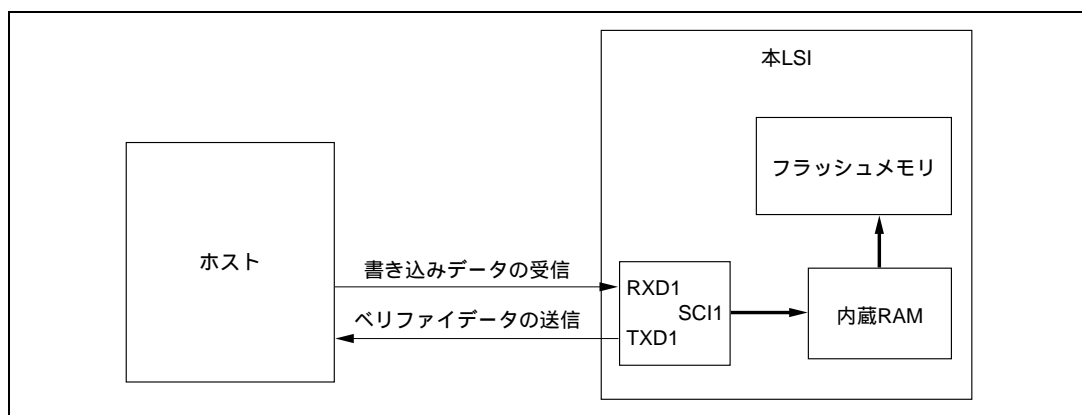 本LSI
フラッシュメモリ
ホスト
書き込みデータの受信
RXD1
SCI1
内蔵RAM
ベリファイデータの送信
TXD1